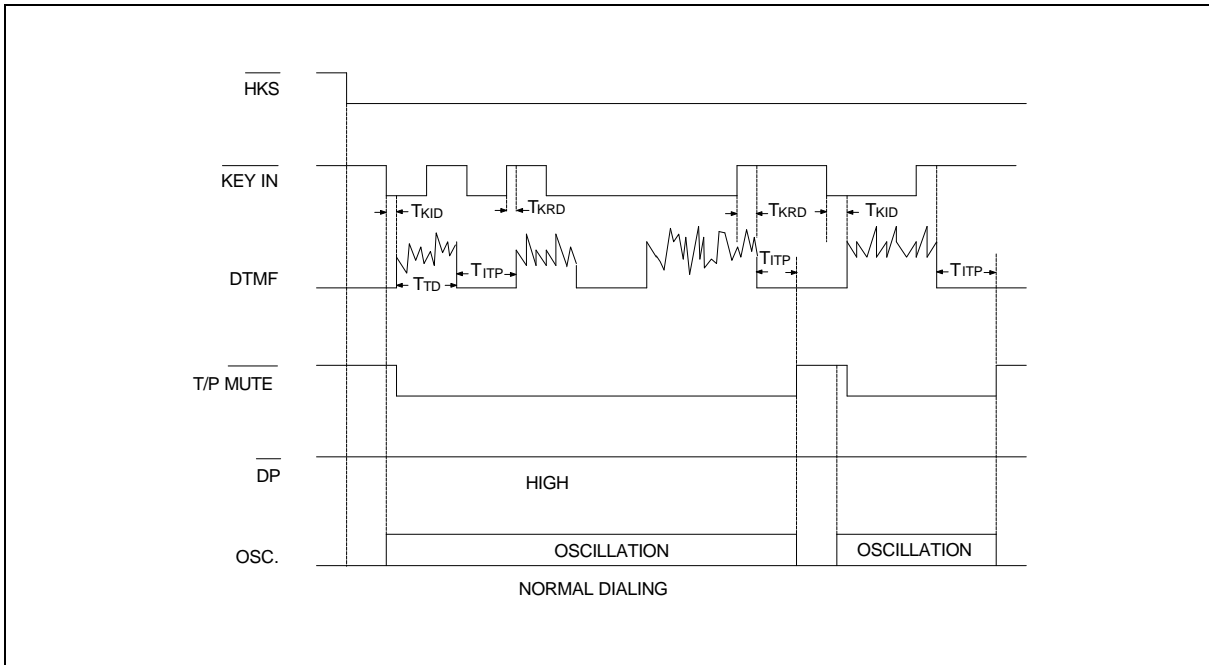 HKS
KEY IN
TKID
TKRD
TKRD
TKID
DTMF
TTD
TITP
TITP
TITP
T/P MUTE
DP
HIGH
OSC.
OSCILLATION
OSCILLATION
NORMAL DIALING